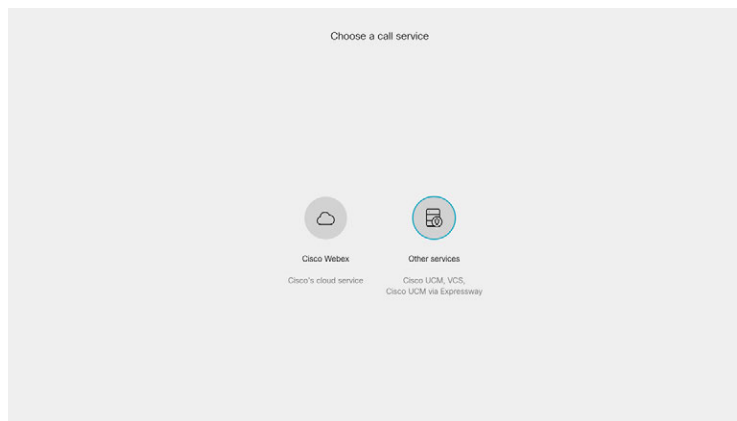 Choose a call service
Cisco Webex
Cisco's cloud service
Other services
Cisco UCM, VCS,
Cisco UCM via Expressway